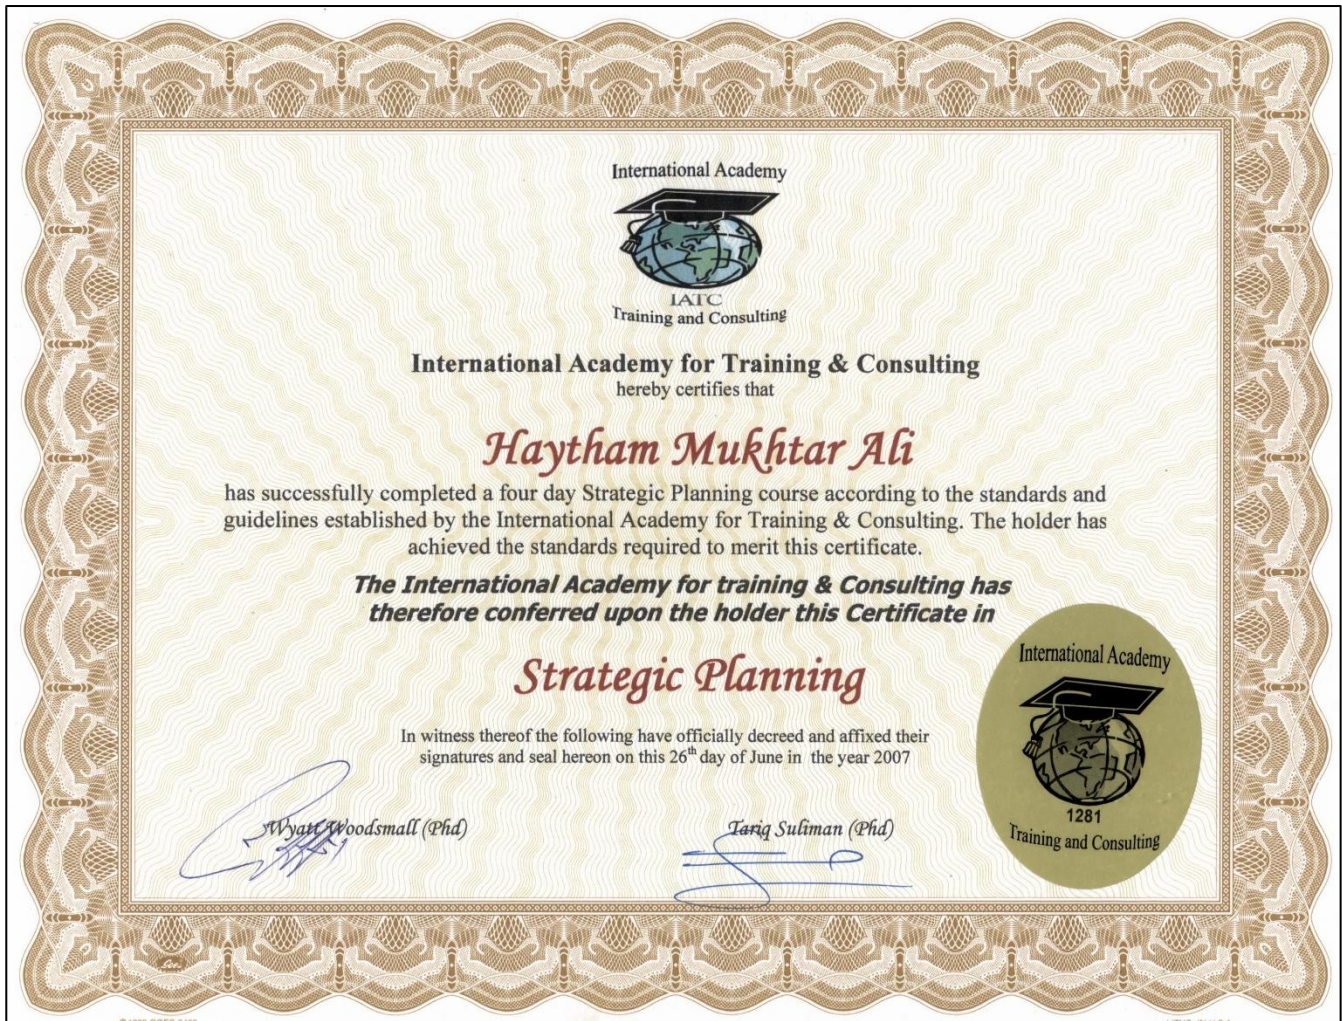 International Academy
IATC
Training and Consulting
International Academy for Training & Consulting
hereby certifies that
Haytham Mukhtar Ali
has successfully completed a four day Strategic Planning course according to the standards and
guidelines established by the International Academy for Training & Consulting. The holder has
achieved the standards required to merit this certificate.
The International Academy for training & Consulting has
therefore conferred upon the holder this Certificate in
Strategic Planning
In witness thereof the following have officially decreed and affixed their
signatures and seal hereon on this 26th day of June in the year 2007
Wyatt Woodsmall (Phd)
Tariq Suliman (Phd)
International Academy
1281
Training and Consulting